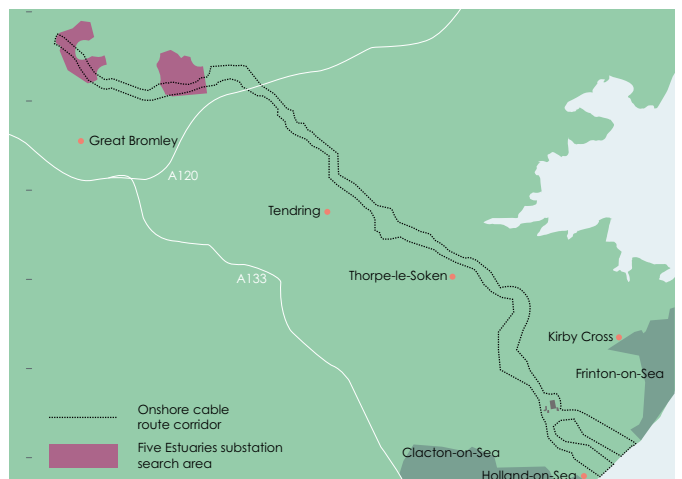 Great Bromley
A120
Tendring
A133
Thorpe-le-Soken
Kirby Cross
Frinton-on-Sea
Onshore cable
route corridor
Five Estuaries substation
search area
Clacton-on-Sea
Holland-on-Sea